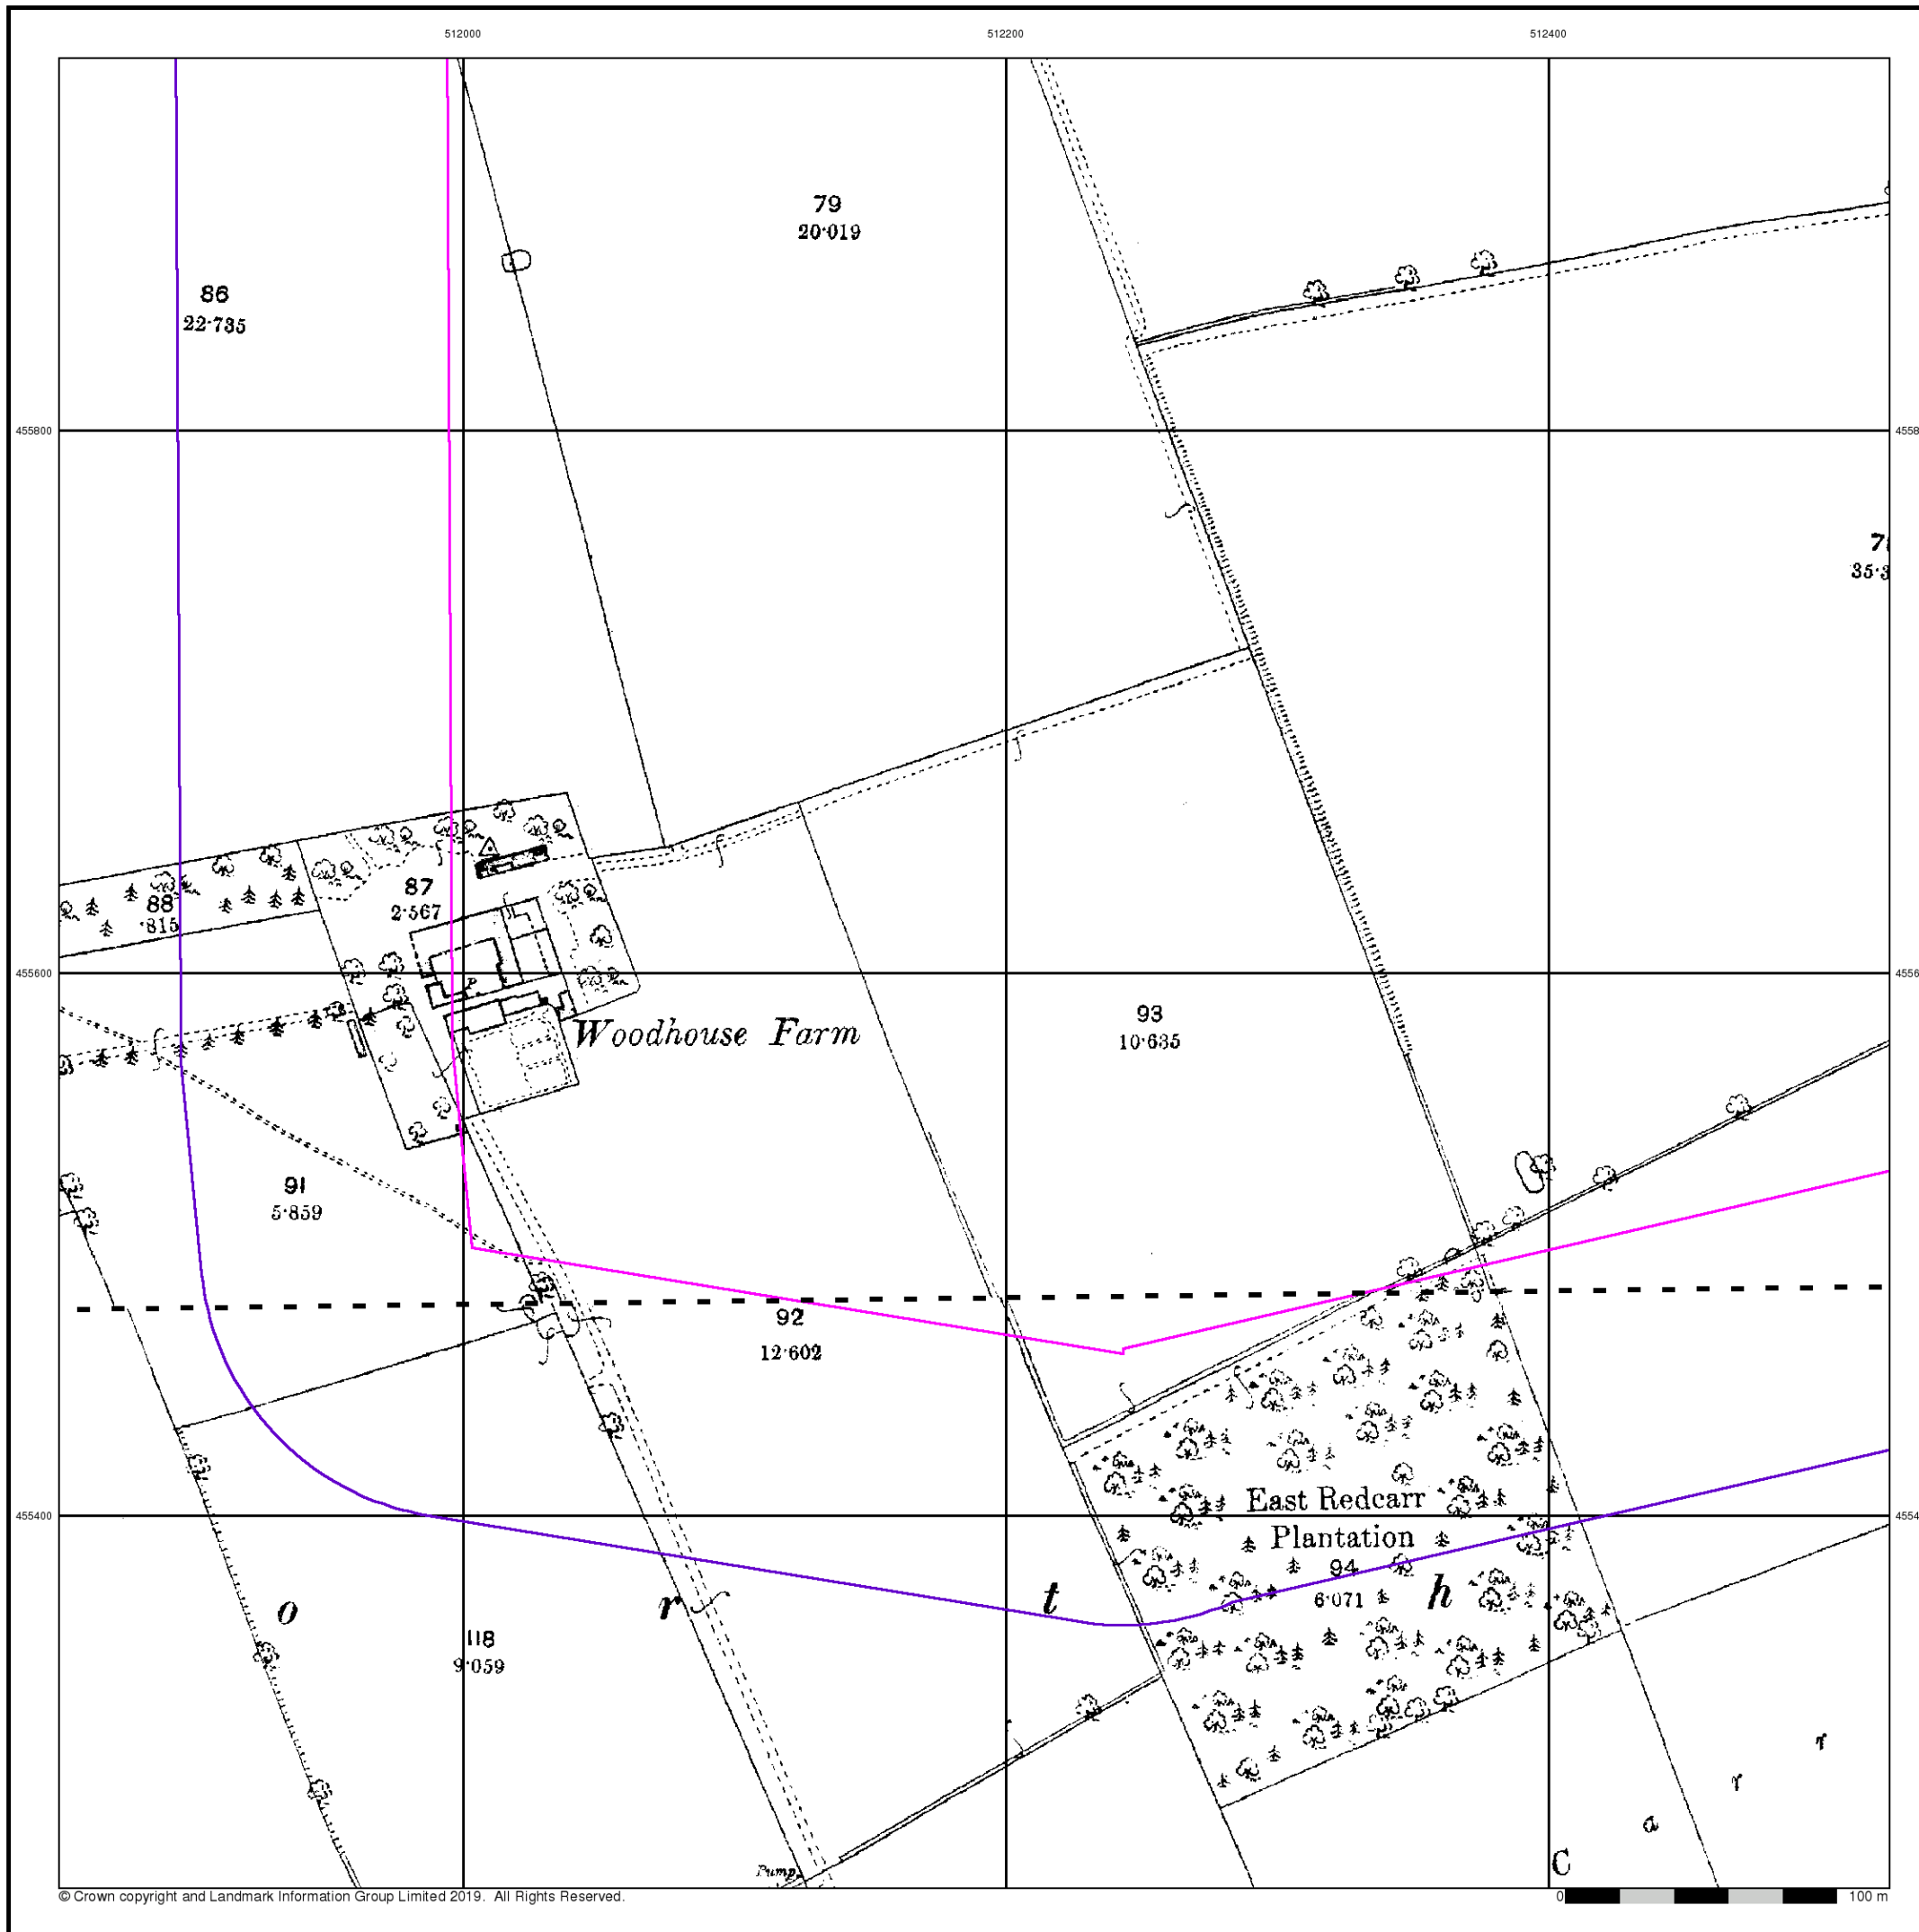 512000
512200
512400
79
20·019
86
22·735
455800
35·3
87
2·567
88
·815
455600
P
93
10·635
Woodhouse Farm
91
5·859
92
12·602
East Redcarr
Plantation
455400
94
6·071
o
r
t
h
118
9·059
r
r
a
C
Pump
© Crown copyright and Landmark Information Group Limited 2019. All Rights Reserved.
0
100 m